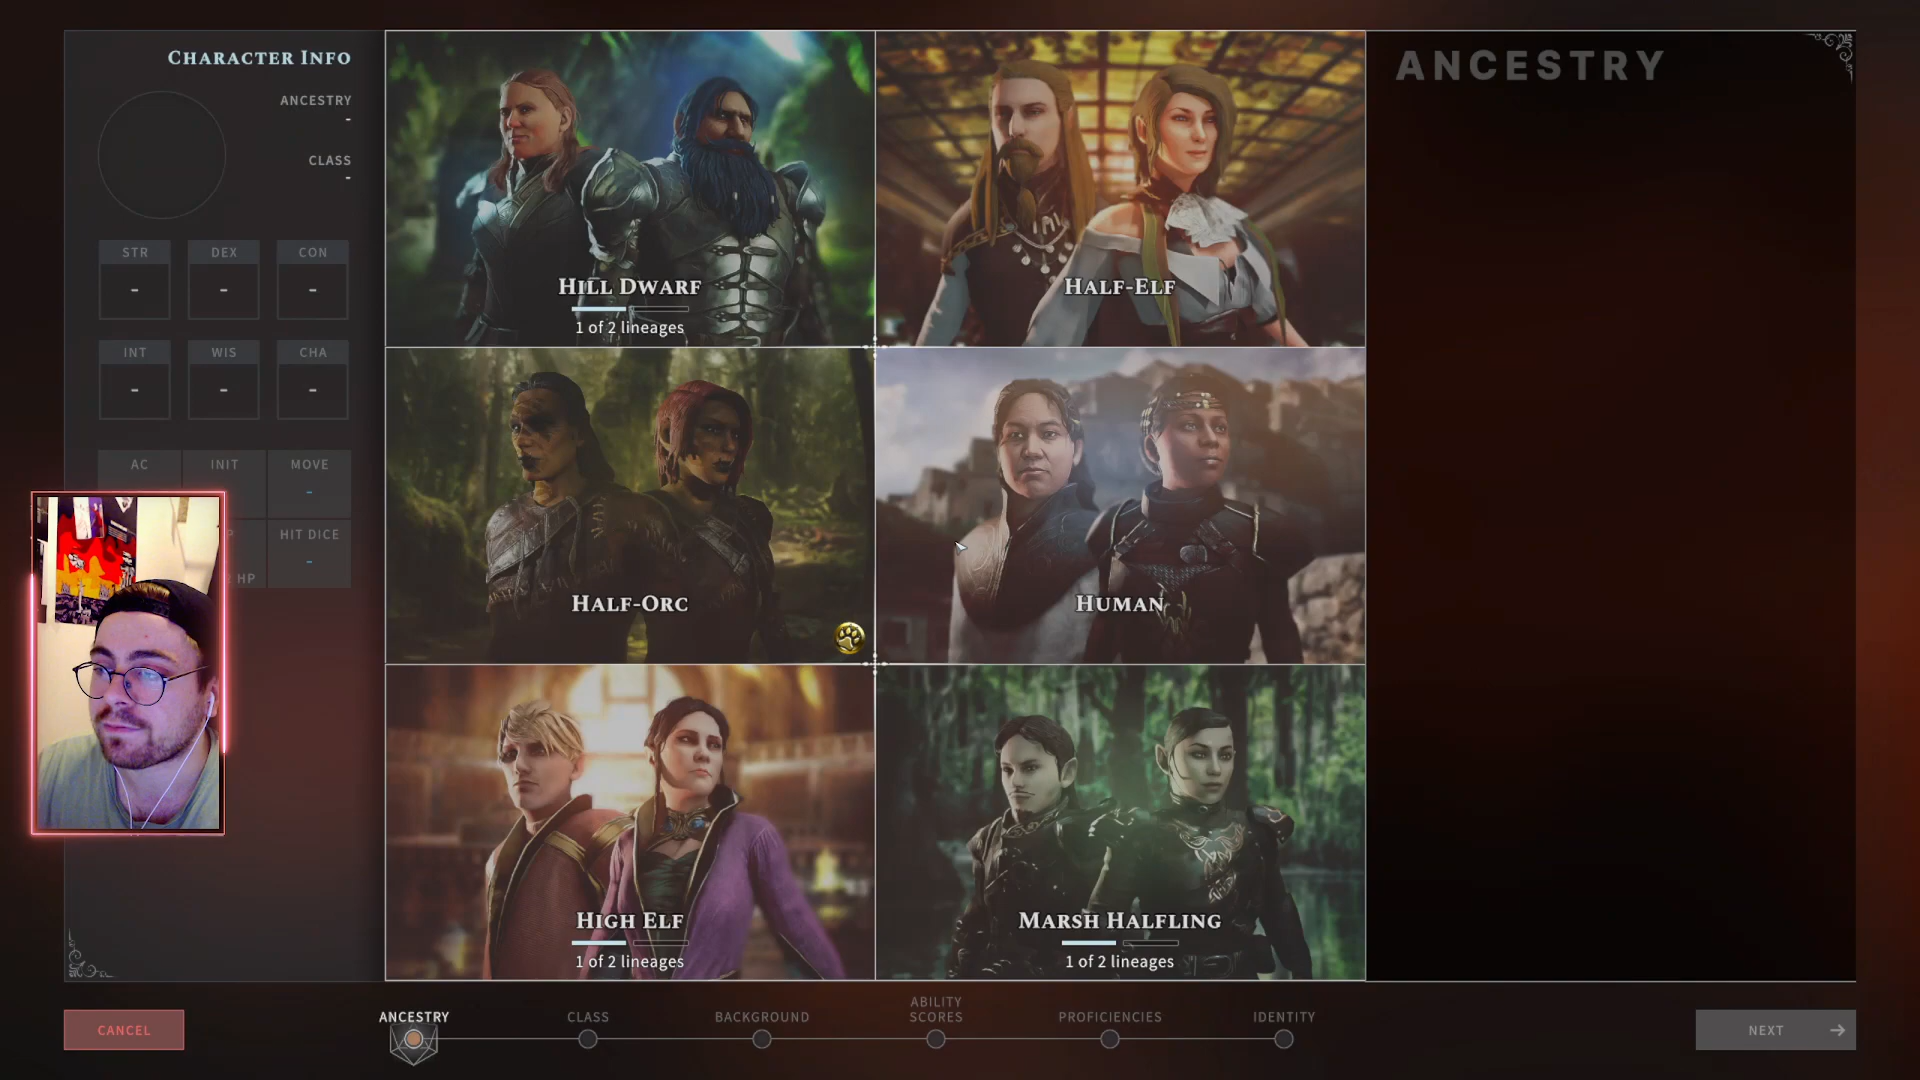 CHARACTER INFO
ANCESTRY
-
CLASS
-
STR
DEX
CON
-
-
-
INT
WIS
CHA
-
-
-
AC
INIT
MOVE
-
HIT DICE
-
HP
HILL DWARF
1 of 2 lineages
HALF-ELF
HALF-ORC
HUMAN
HIGH ELF
1 of 2 lineages
MARSH HALFLING
1 of 2 lineages
ANCESTRY
CANCEL
ANCESTRY
CLASS
BACKGROUND
ABILITY
SCORES
PROFICIENCIES
IDENTITY
NEXT